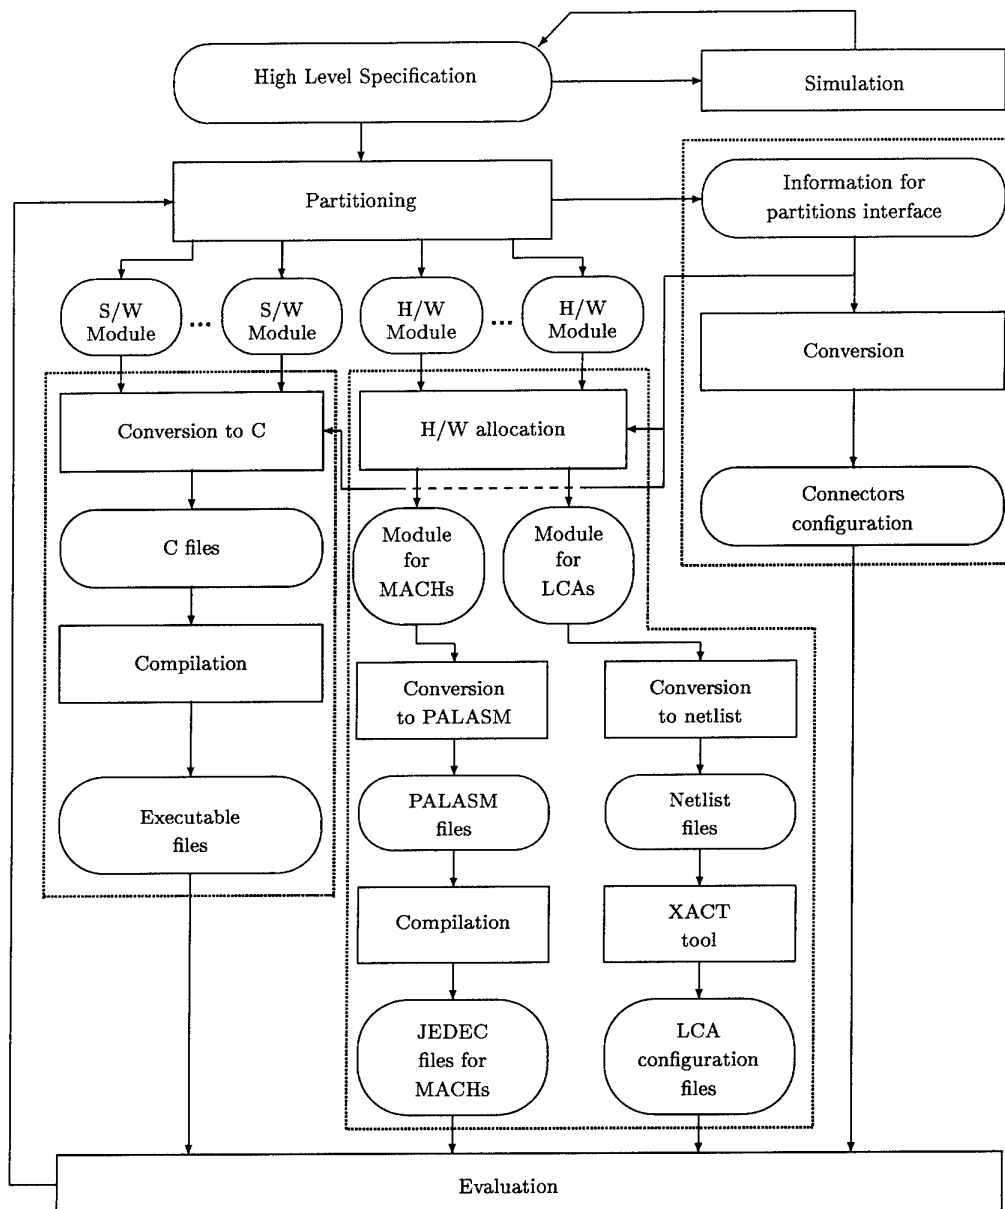 High Level Specification
Simulation
Partitioning
Information for
partitions interface
S/W
Module
...
S/W
Module
H/W
Module
...
H/W
Module
Conversion
Conversion to C
H/W allocation
Connectors
configuration
C files
Module
for
MACHs
Module
for
LCAs
Compilation
Conversion
to PALASM
Conversion
to netlist
Executable
files
PALASM
files
Netlist
files
Compilation
XACT
tool
JEDEC
files for
MACHs
LCA
configuration
files
Evaluation